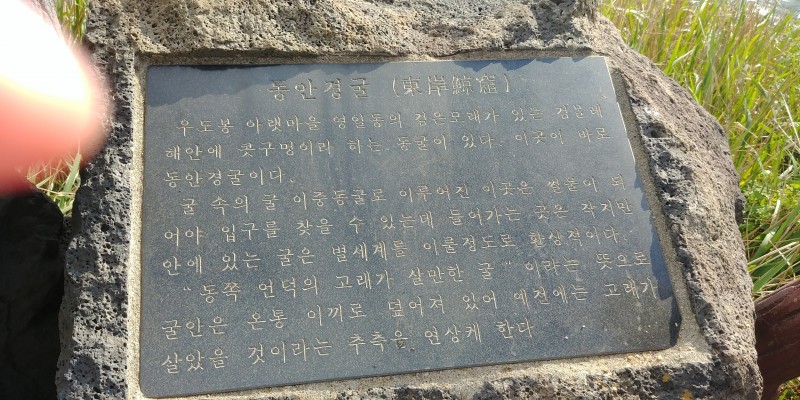 동안경굴 (東岸鯨窟)
우도봉 아랫마을 영일동의 검은모래가 있는 검멀레
해안에 콧구멍이라 하는 동굴이 있다. 이곳이 바로
동안경굴이다.
굴 속의 굴 이중동굴로 이루어진 이곳은 썰물이 되
어야 입구를 찾을 수 있는데 들어가는 곳은 작지만
안에 있는 굴은 별세계를 이룰정도로 환상적이다.
"동쪽 언덕의 고래가 살만한 굴" 이라는 뜻으로
굴안은 온통 이끼로 덮어져 있어 예전에는 고래가
살았을 것이라는 추측을 연상케 한다